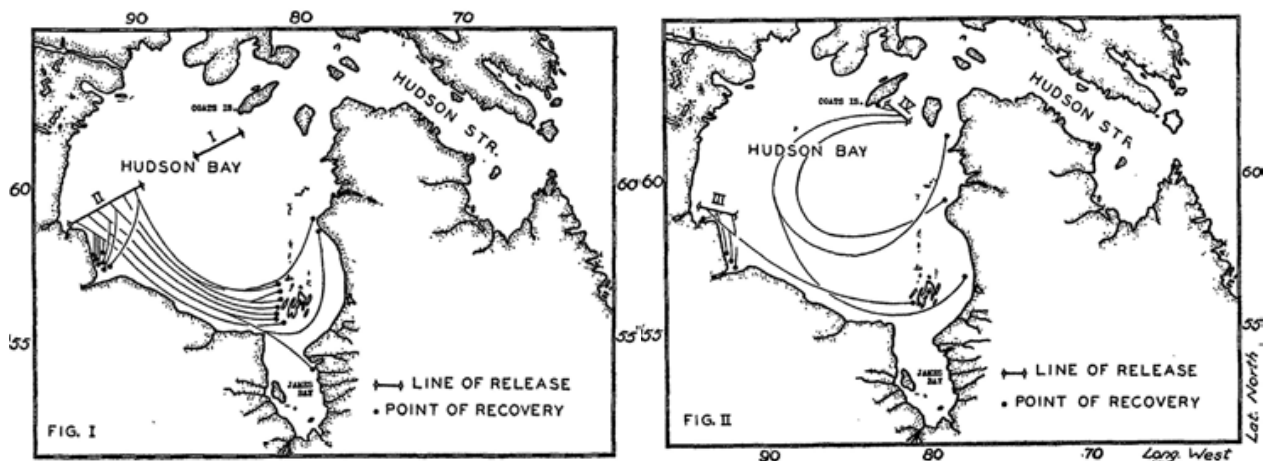 90 80 70
COATS IS.
HUDSON STR.
I
HUDSON BAY
60 60°
II
55 55°
JAMES BAY
LINE OF RELEASE
POINT OF RECOVERY
FIG. I
80 70
COATS IS.
IV
HUDSON STR
HUDSON BAY
60 60°
III
55 55°
JAMES BAY
LINE OF RELEASE
POINT OF RECOVERY
FIG. II
90 80 70 Long. West
Lat. North